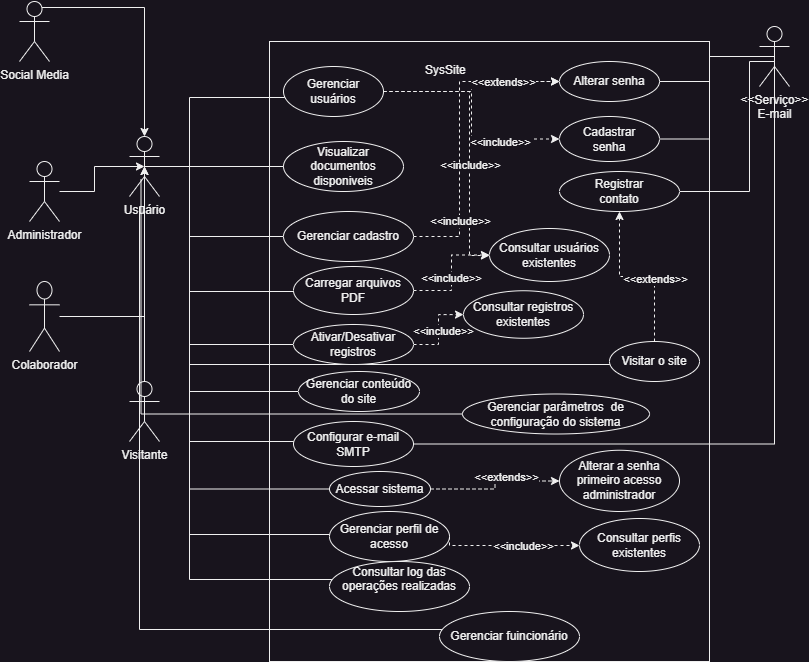 Social Media
SysSite
Gerenciar
usuários
<<extends>>
Alterar senha
<<Serviço>>
E-mail
Cadastrar
senha
<<include>>
Visualizar
documentos
disponiveis
<<include>>
Registrar
contato
Usuário
Administrador
Gerenciar cadastro
<<include>>
Consultar usuários
existentes
Carregar arquivos
PDF
<<include>>
<<extends>>
Consultar registros
existentes
Ativar/Desativar
registros
<<include>>
Colaborador
Visitar o site
Gerenciar conteúdo
do site
Gerenciar parâmetros de
configuração do sistema
Visitante
Configurar e-mail
SMTP
Acessar sistema
<<extends>>
Alterar a senha
primeiro acesso
administrador
Gerenciar perfil de
acesso
<<include>>
Consultar perfis
existentes
Consultar log das
operações realizadas
Gerenciar fuincionário